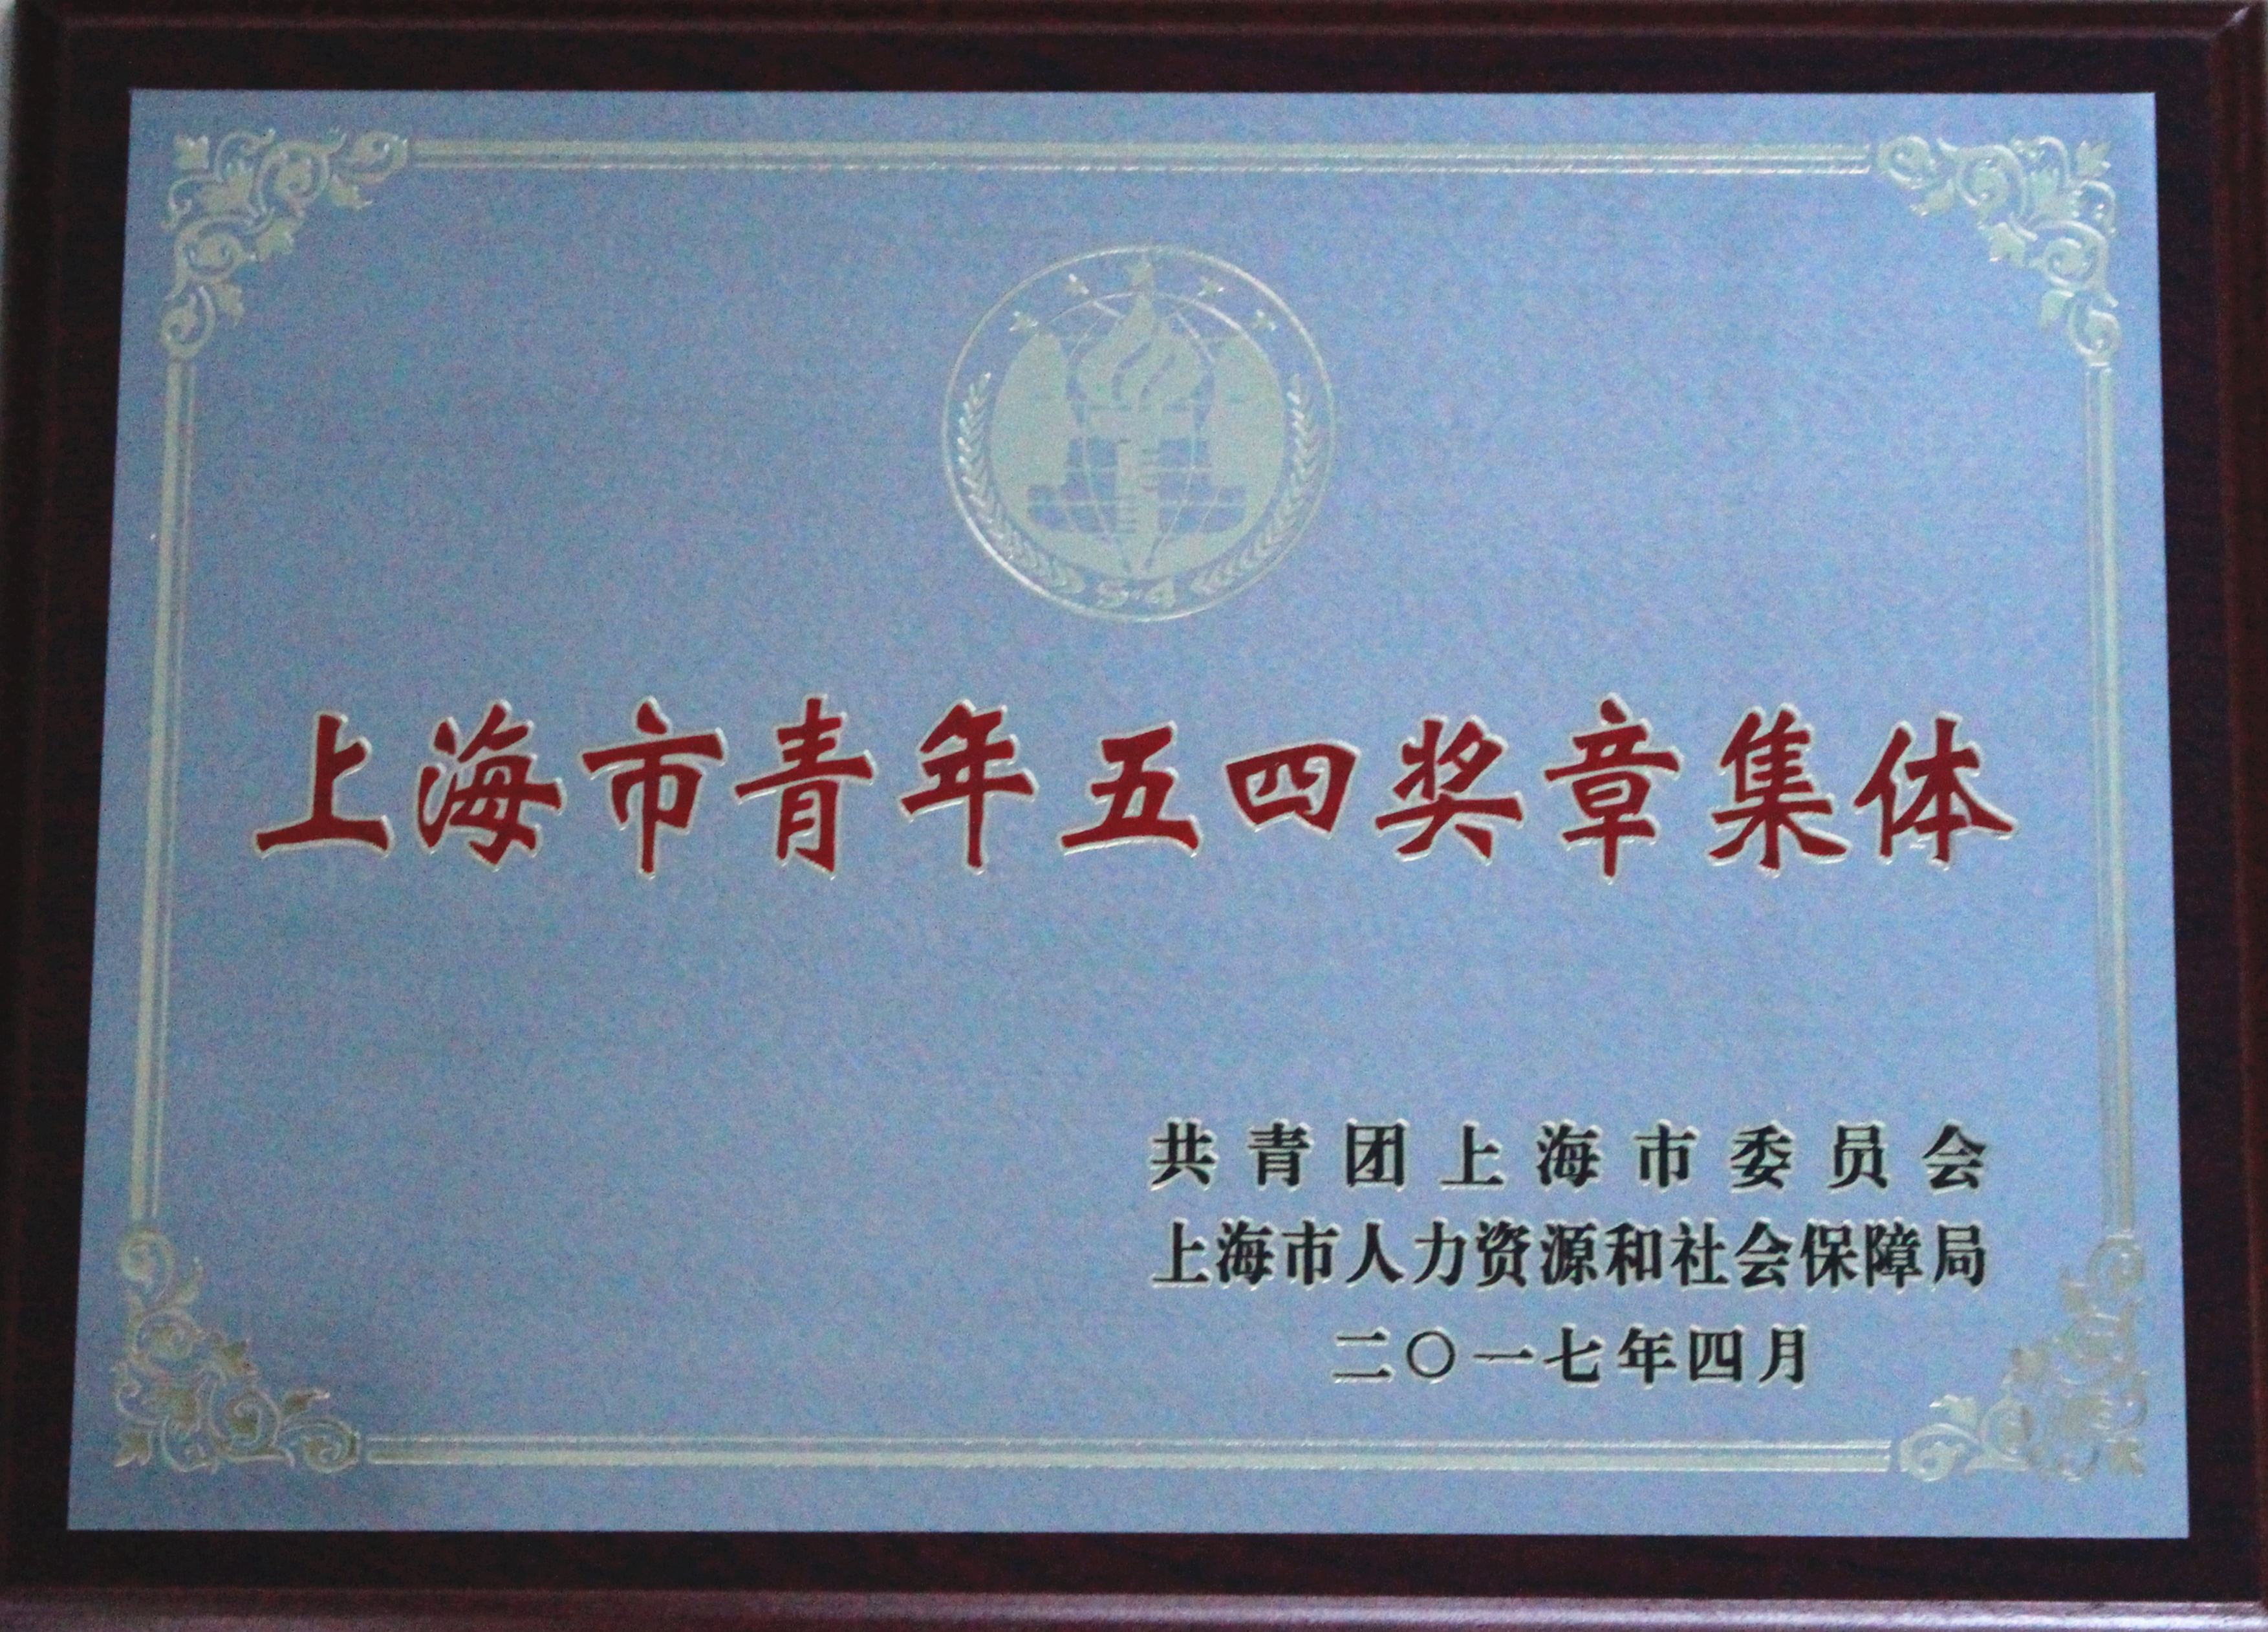 5·4
上海市青年五四奖章集体
共青团上海市委员会
上海市人力资源和社会保障局
二〇一七年四月